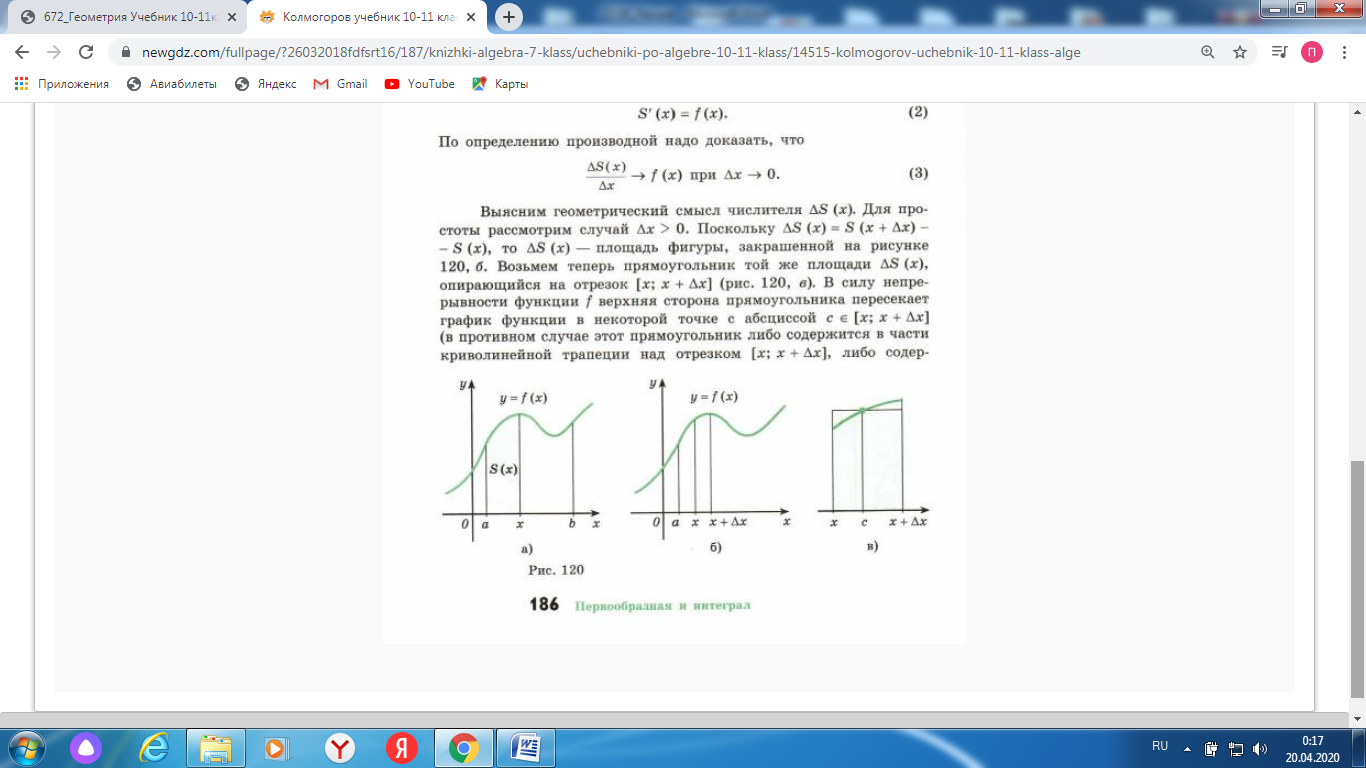 672_Геометрия Учебник 10-11к
Колмогоров учебник 10-11 кла
newgdz.com/fullpage/?26032018fdfsrt16/187/knizhki-algebra-7-klass/uchebniki-po-algebre-10-11-klass/14515-kolmogorov-uchebnik-10-11-klass-alge
П
Приложения Авиабилеты Яндекс Gmail YouTube Карты
S′ (x) = f (x). (2)
По определению производной надо доказать, что
ΔS(x)/Δx → f (x) при Δx → 0. (3)
Выясним геометрический смысл числителя ΔS (x). Для про-
стоты рассмотрим случай Δx > 0. Поскольку ΔS (x) = S (x + Δx) –
– S (x), то ΔS (x) — площадь фигуры, закрашенной на рисунке
120, б. Возьмем теперь прямоугольник той же площади ΔS (x),
опирающийся на отрезок [x; x + Δx] (рис. 120, в). В силу непре-
рывности функции f верхняя сторона прямоугольника пересекает
график функции в некоторой точке с абсциссой c ∈ [x; x + Δx]
(в противном случае этот прямоугольник либо содержится в части
криволинейной трапеции над отрезком [x; x + Δx], либо содер-
y y = f (x) S (x) 0 a x b x
а)
y y = f (x) 0 a x x + Δx x
б)
x c x + Δx
в)
Рис. 120
186 Первообразная и интеграл
RU
0:17
20.04.2020